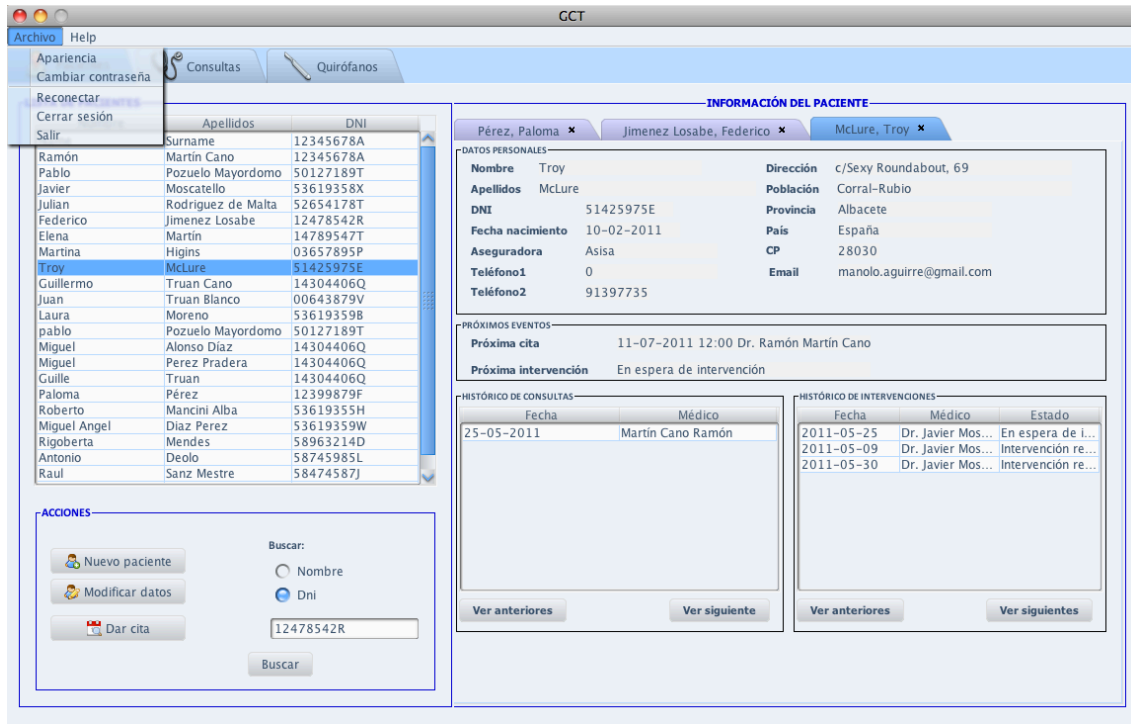 GCT
Archivo Help
Apariencia
Cambiar contraseña
Reconectar
Cerrar sesión
Salir
Consultas
Quirófanos
Apellidos DNI
Surname 12345678A
Ramón Martín Cano 12345678A
Pablo Pozuelo Mayordomo 50127189T
Javier Moscatello 53619358X
Julian Rodriguez de Malta 52654178T
Federico Jimenez Losabe 12478542R
Elena Martín 14789547T
Martina Higins 03657895P
Troy McLure 51425975E
Guillermo Truan Cano 14304406Q
Juan Truan Blanco 00643879V
Laura Moreno 53619359B
pablo Pozuelo Mayordomo 50127189T
Miguel Alonso Díaz 14304406Q
Miguel Perez Pradera 14304406Q
Guille Truan 14304406Q
Paloma Pérez 12399879F
Roberto Mancini Alba 53619355H
Miguel Angel Diaz Perez 53619359W
Rigoberta Mendes 58963214D
Antonio Deolo 58745985L
Raul Sanz Mestre 58474587J
ACCIONES
Nuevo paciente
Modificar datos
Dar cita
Buscar:
Nombre
Dni
12478542R
Buscar
INFORMACIÓN DEL PACIENTE
Pérez, Paloma × Jimenez Losabe, Federico × McLure, Troy ×
DATOS PERSONALES
Nombre Troy Dirección c/Sexy Roundabout, 69
Apellidos McLure Población Corral-Rubio
DNI 51425975E Provincia Albacete
Fecha nacimiento 10-02-2011 País España
Aseguradora Asisa CP 28030
Teléfono1 0 Email manolo.aguirre@gmail.com
Teléfono2 91397735
PRÓXIMOS EVENTOS
Próxima cita 11-07-2011 12:00 Dr. Ramón Martín Cano
Próxima intervención En espera de intervención
HISTÓRICO DE CONSULTAS
Fecha Médico
25-05-2011 Martín Cano Ramón
Ver anteriores Ver siguiente
HISTÓRICO DE INTERVENCIONES
Fecha Médico Estado
2011-05-25 Dr. Javier Mos... En espera de i...
2011-05-09 Dr. Javier Mos... Intervención re...
2011-05-30 Dr. Javier Mos... Intervención re...
Ver anteriores Ver siguientes